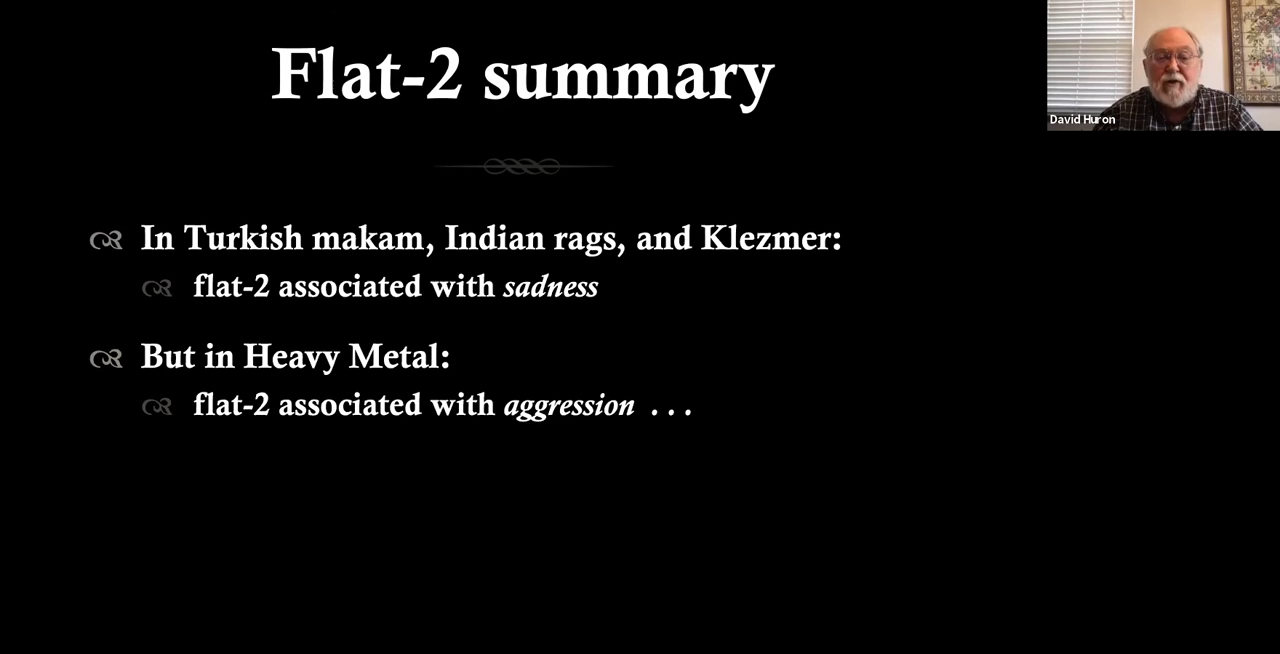 Flat-2 summary
David Huron
In Turkish makam, Indian rags, and Klezmer:
flat-2 associated with sadness
But in Heavy Metal:
flat-2 associated with aggression . . .